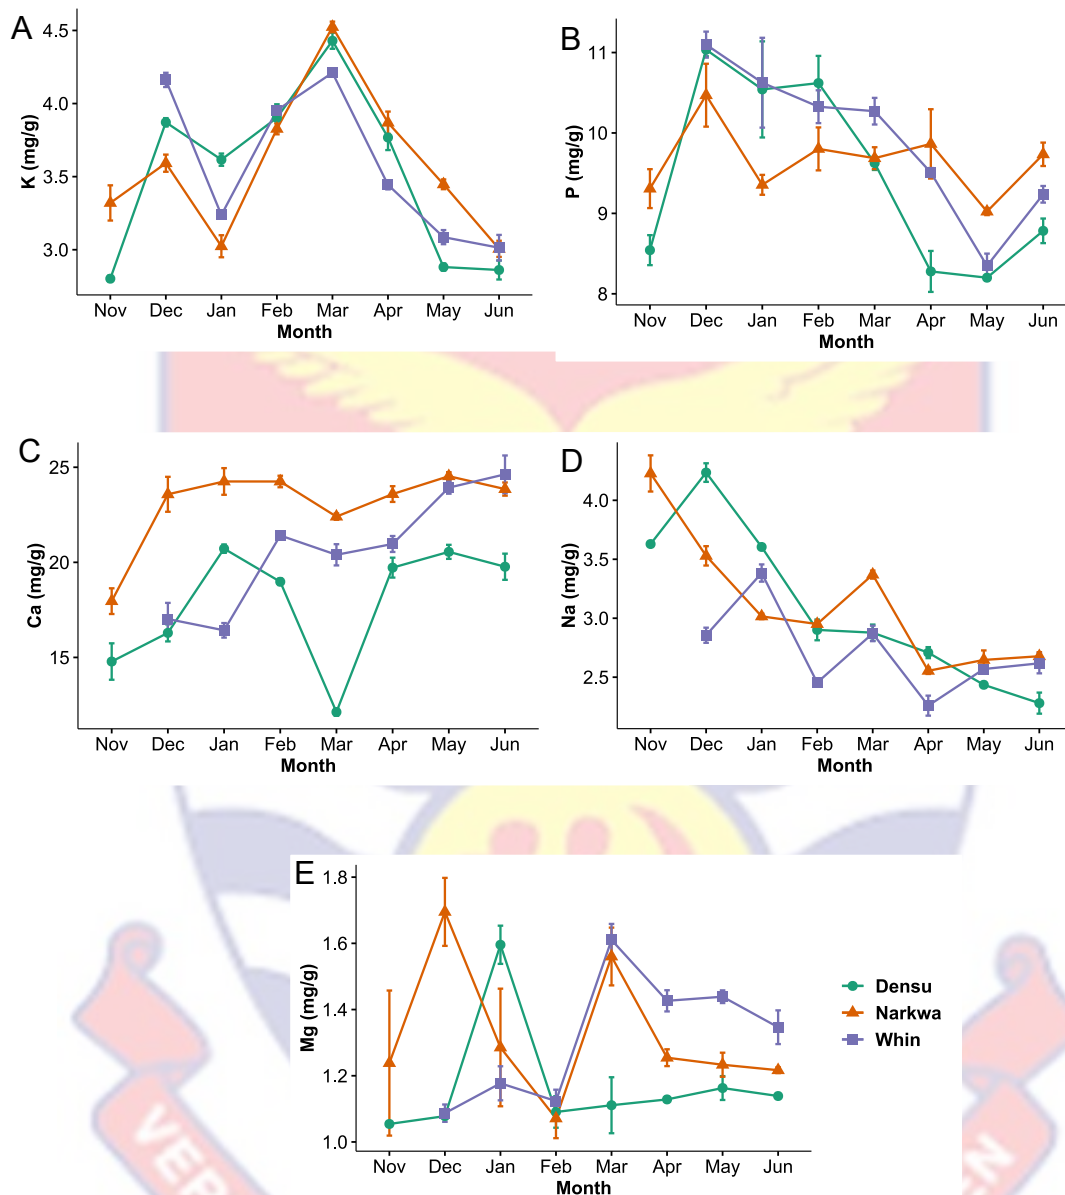 A
K (mg/g)
4.5
4.0
3.5
3.0
Nov Dec Jan Feb Mar Apr May Jun
Month
B
P (mg/g)
11
10
9
8
Nov Dec Jan Feb Mar Apr May Jun
Month
C
Ca (mg/g)
25
20
15
Nov Dec Jan Feb Mar Apr May Jun
Month
D
Na (mg/g)
4.0
3.5
3.0
2.5
Nov Dec Jan Feb Mar Apr May Jun
Month
E
Mg (mg/g)
1.8
1.6
1.4
1.2
1.0
Nov Dec Jan Feb Mar Apr May Jun
Month
Densu
Narkwa
Whin
VER
EN